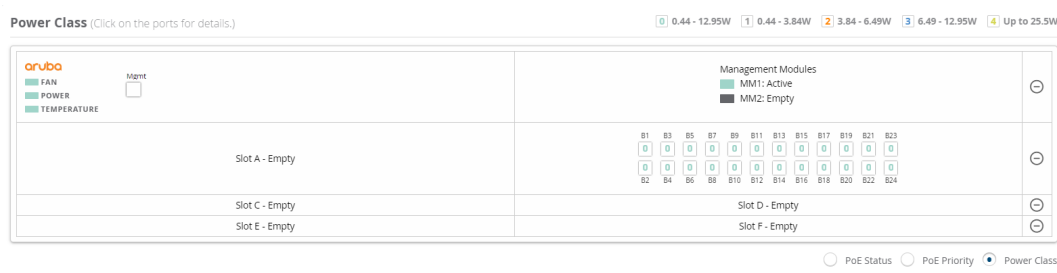 Power Class (Click on the ports for details.)
0 0.44 - 12.95W 1 0.44 - 3.84W 2 3.84 - 6.49W 3 6.49 - 12.95W 4 Up to 25.5W
aruba
FAN
POWER
TEMPERATURE
Mgmt
Management Modules
MM1: Active
MM2: Empty
Slot A - Empty
B1 B3 B5 B7 B9 B11 B13 B15 B17 B19 B21 B23
0 0 0 0 0 0 0 0 0 0 0 0
0 0 0 0 0 0 0 0 0 0 0 0
B2 B4 B6 B8 B10 B12 B14 B16 B18 B20 B22 B24
Slot C - Empty
Slot D - Empty
Slot E - Empty
Slot F - Empty
PoE Status PoE Priority Power Class